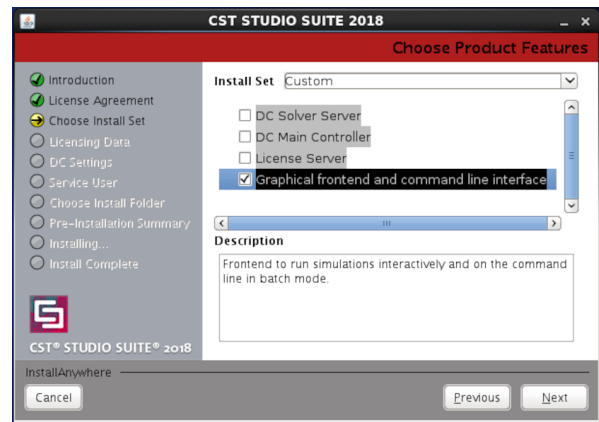 CST STUDIO SUITE 2018
Choose Product Features
Introduction
License Agreement
Choose Install Set
Licensing Data
DC Settings
Service User
Choose Install Folder
Pre-Installation Summary
Installing...
Install Complete
CST® STUDIO SUITE® 2018
Install Set Custom
DC Solver Server
DC Main Controller
License Server
Graphical frontend and command line interface
Description
Frontend to run simulations interactively and on the command
line in batch mode.
InstallAnywhere
Cancel Previous Next